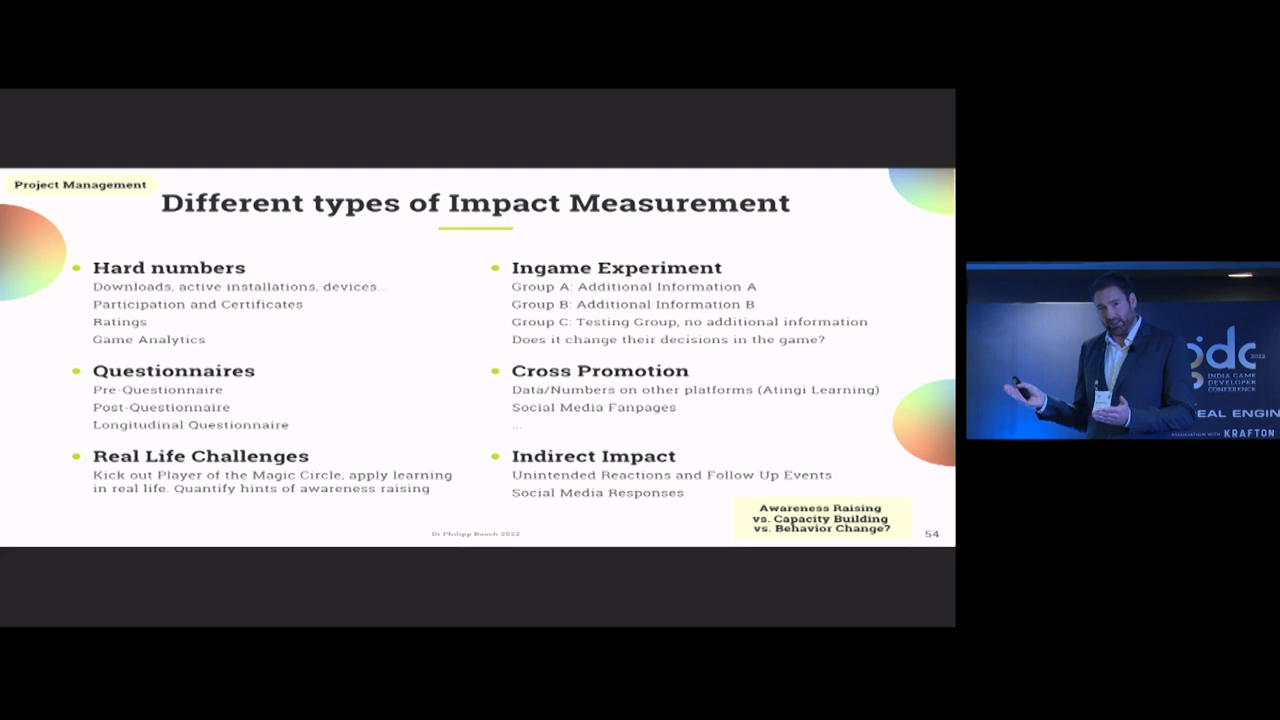 Project Management
Different types of Impact Measurement
Hard numbers
Downloads, active installations, devices...
Participation and Certificates
Ratings
Game Analytics
Questionnaires
Pre-Questionnaire
Post-Questionnaire
Longitudinal Questionnaire
Real Life Challenges
Kick out Player of the Magic Circle, apply learning
in real life. Quantify hints of awareness raising
Ingame Experiment
Group A: Additional Information A
Group B: Additional Information B
Group C: Testing Group, no additional information
Does it change their decisions in the game?
Cross Promotion
Data/Numbers on other platforms (Atingi Learning)
Social Media Fanpages
...
Indirect Impact
Unintended Reactions and Follow Up Events
Social Media Responses
Awareness Raising
vs. Capacity Building
vs. Behavior Change?
Dr Philipp Busch 2022
54
gdc 2022
INDIA GAME
DEVELOPER
CONFERENCE
EAL ENGIN
ASSOCIATION WITH KRAFTON